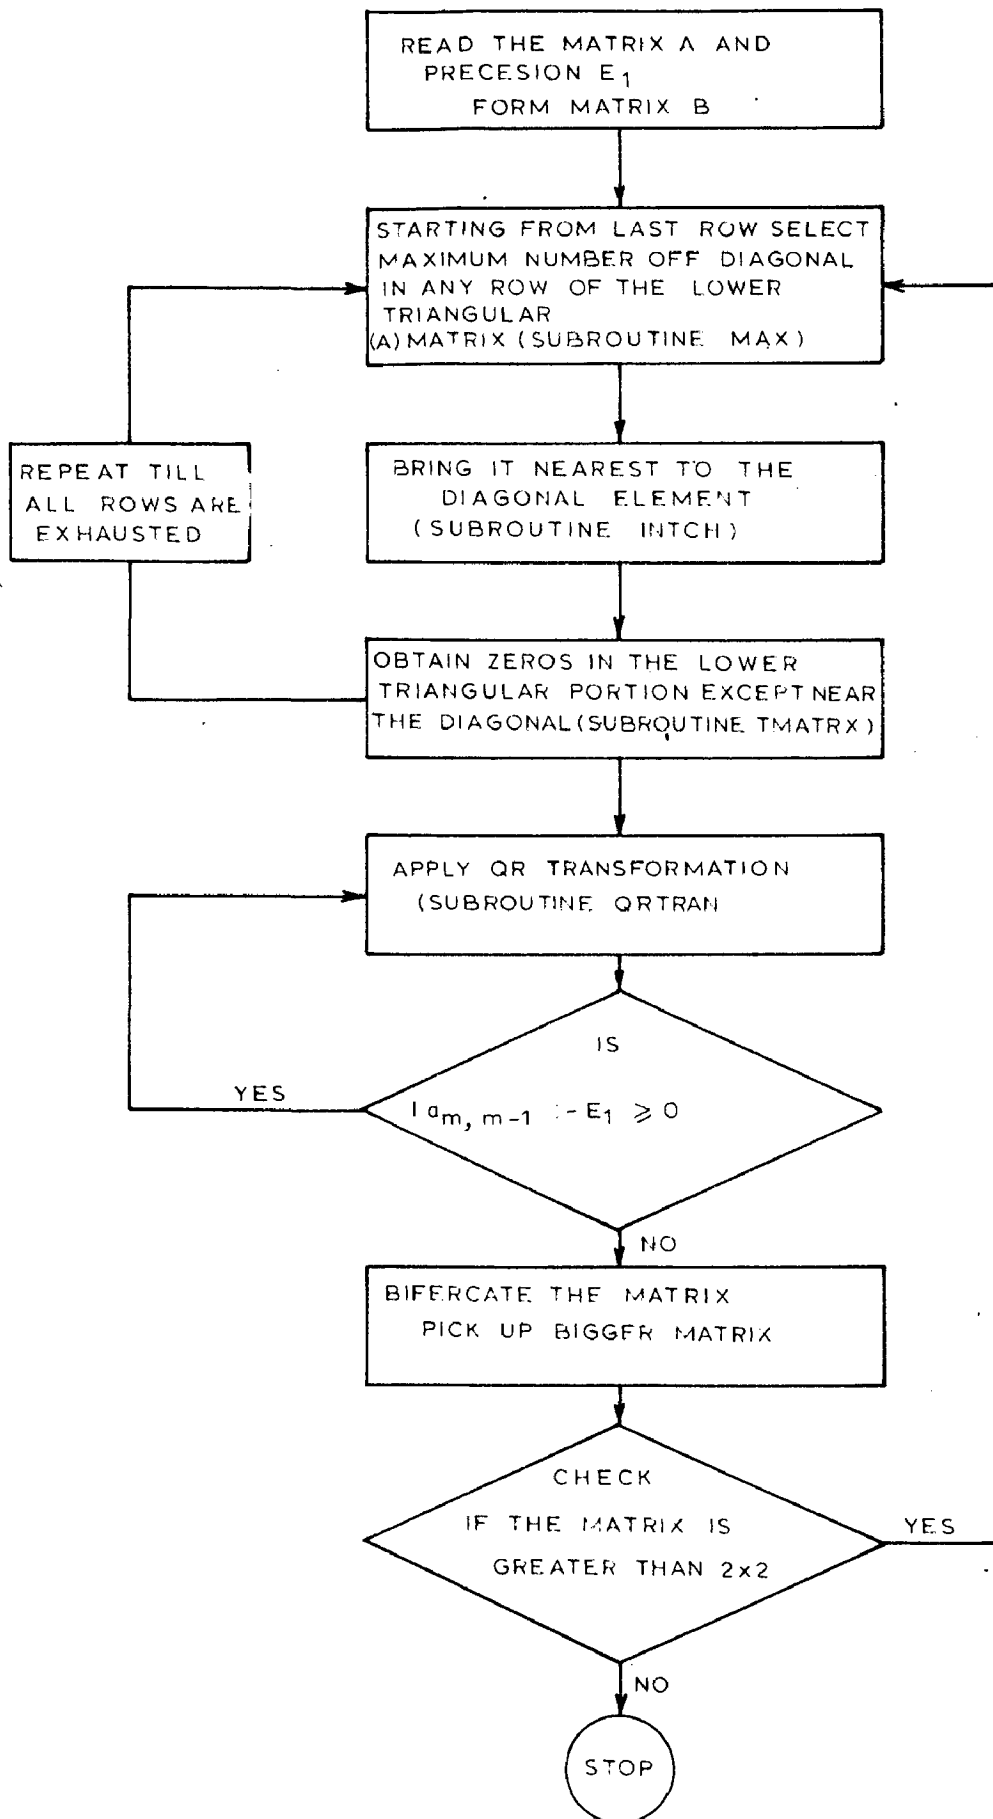 READ THE MATRIX A AND
PRECESION E₁
FORM MATRIX B
STARTING FROM LAST ROW SELECT
MAXIMUM NUMBER OFF DIAGONAL
IN ANY ROW OF THE LOWER
TRIANGULAR
(A) MATRIX (SUBROUTINE MAX)
REPEAT TILL
ALL ROWS ARE
EXHAUSTED
BRING IT NEAREST TO THE
DIAGONAL ELEMENT
(SUBROUTINE INTCH)
OBTAIN ZEROS IN THE LOWER
TRIANGULAR PORTION EXCEPT NEAR
THE DIAGONAL (SUBROUTINE TMATRX)
APPLY QR TRANSFORMATION
(SUBROUTINE QRTRAN
IS
YES
| a m, m-1 | - E₁ ⩾ 0
NO
BIFERCATE THE MATRIX
PICK UP BIGGER MATRIX
CHECK
IF THE MATRIX IS
YES
GREATER THAN 2x2
NO
STOP